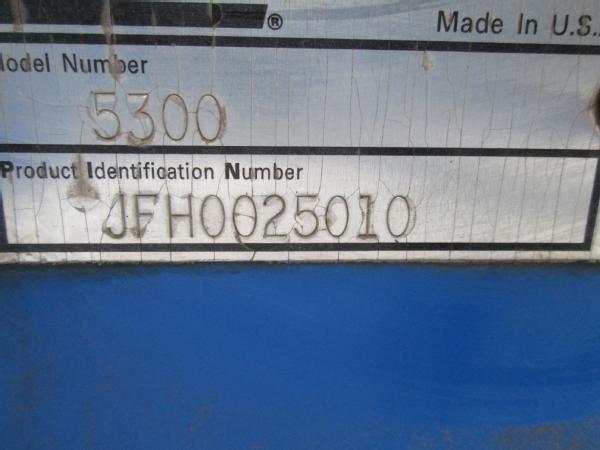 ® Made In U.S.A
Model Number
5300
Product Identification Number
JFH0025010